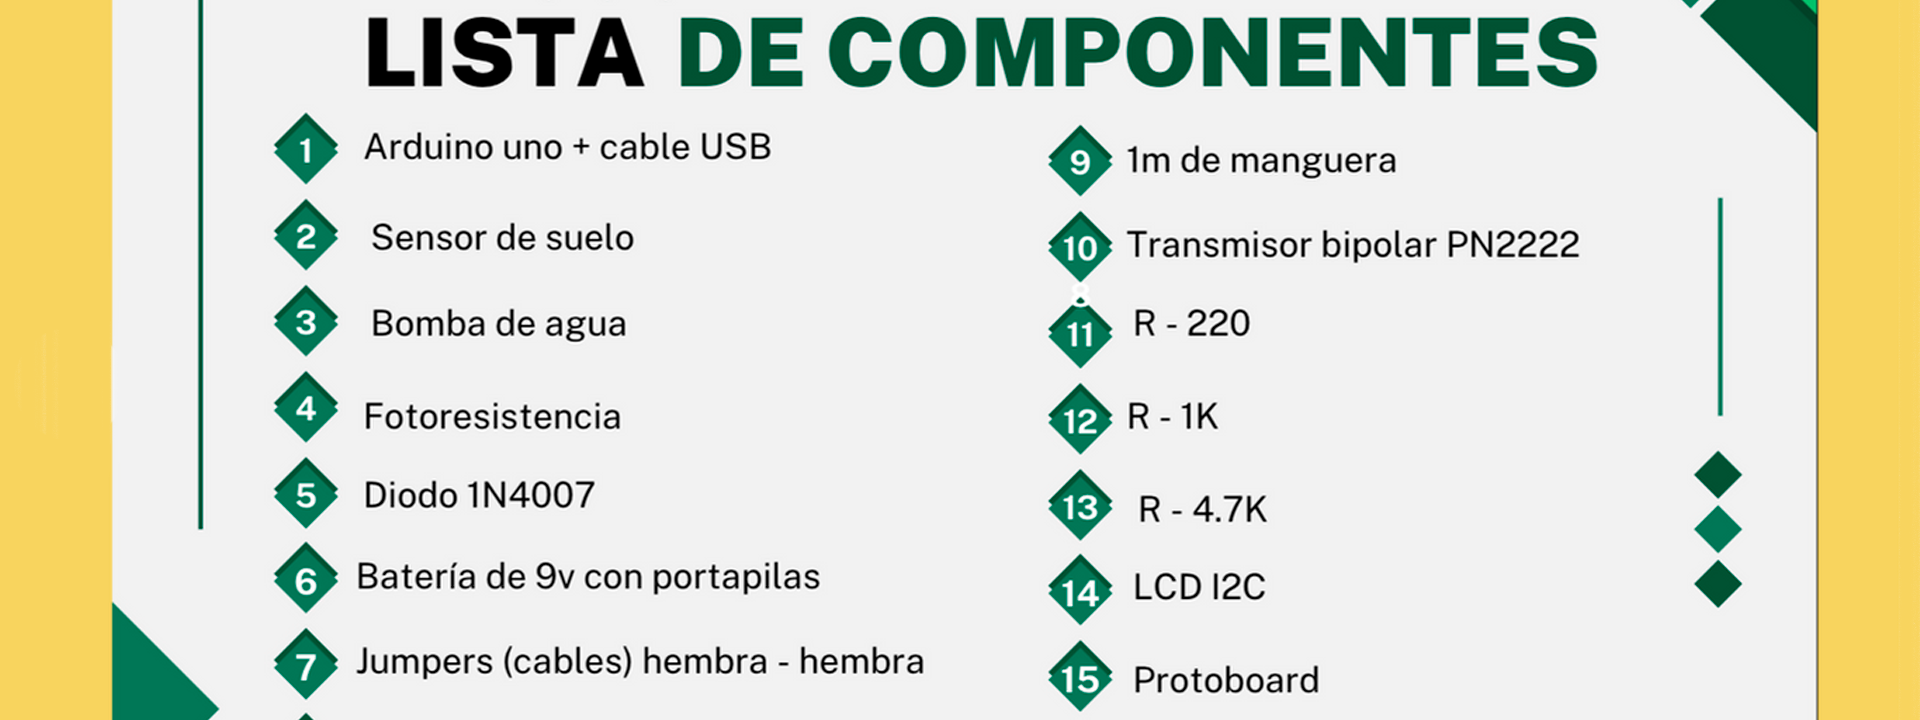 LISTA DE COMPONENTES
1 Arduino uno + cable USB
2 Sensor de suelo
3 Bomba de agua
4 Fotoresistencia
5 Diodo 1N4007
6 Batería de 9v con portapilas
7 Jumpers (cables) hembra - hembra
9 1m de manguera
10 Transmisor bipolar PN2222
8
11 R - 220
12 R - 1K
13 R - 4.7K
14 LCD I2C
15 Protoboard